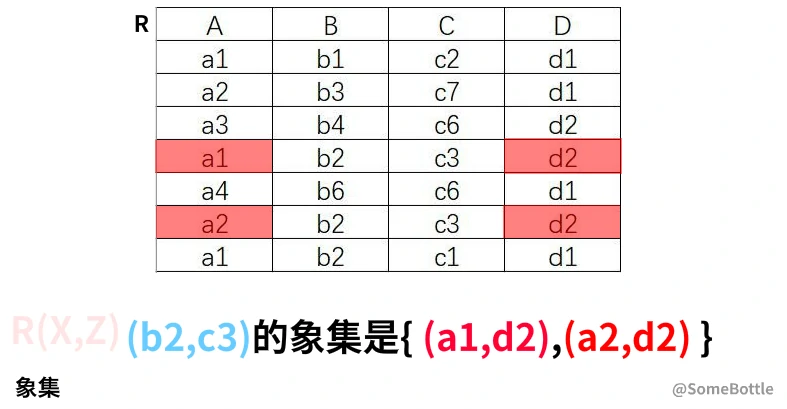 R A B C D
a1 b1 c2 d1
a2 b3 c7 d1
a3 b4 c6 d2
a1 b2 c3 d2
a4 b6 c6 d1
a2 b2 c3 d2
a1 b2 c1 d1
R(X,Z) (b2,c3)的象集是{ (a1,d2),(a2,d2) }
象集
@SomeBottle